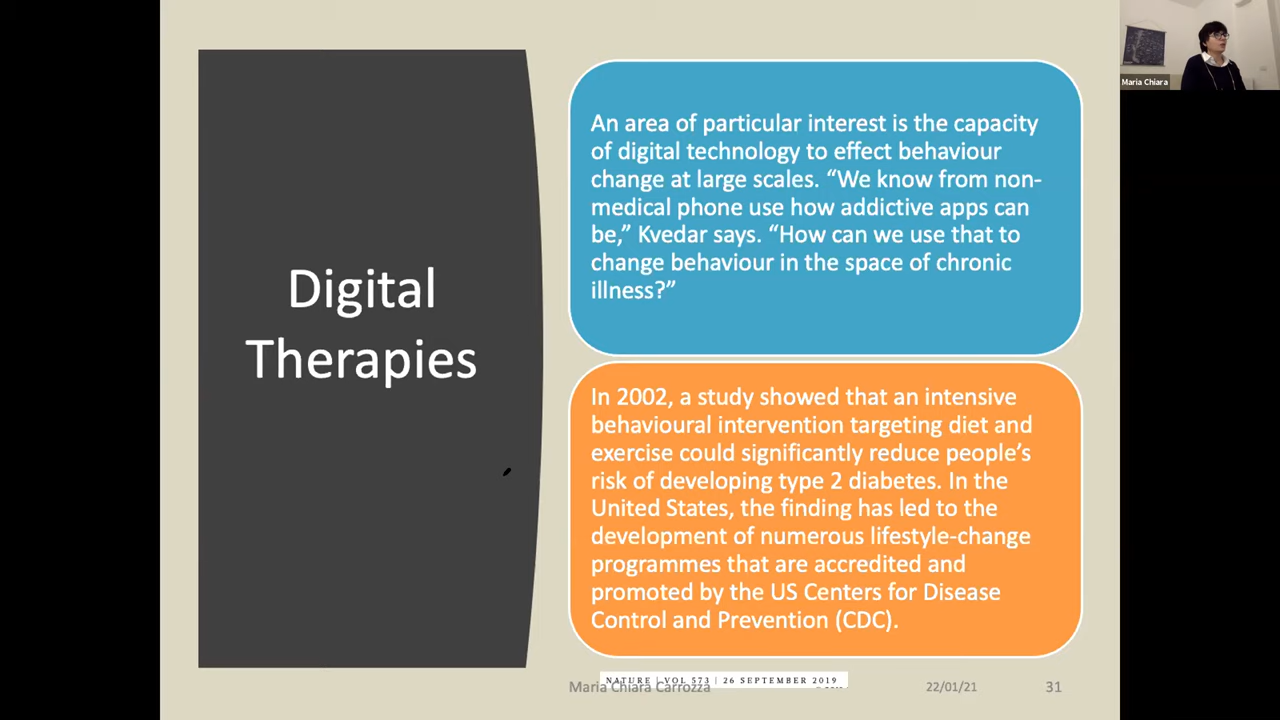 Digital
Therapies
An area of particular interest is the capacity
of digital technology to effect behaviour
change at large scales. “We know from non-
medical phone use how addictive apps can
be,” Kvedar says. “How can we use that to
change behaviour in the space of chronic
illness?”
In 2002, a study showed that an intensive
behavioural intervention targeting diet and
exercise could significantly reduce people’s
risk of developing type 2 diabetes. In the
United States, the finding has led to the
development of numerous lifestyle-change
programmes that are accredited and
promoted by the US Centers for Disease
Control and Prevention (CDC).
NATURE | VOL 573 | 26 SEPTEMBER 2019
Maria Chiara Carrozza
22/01/21
31
Maria Chiara